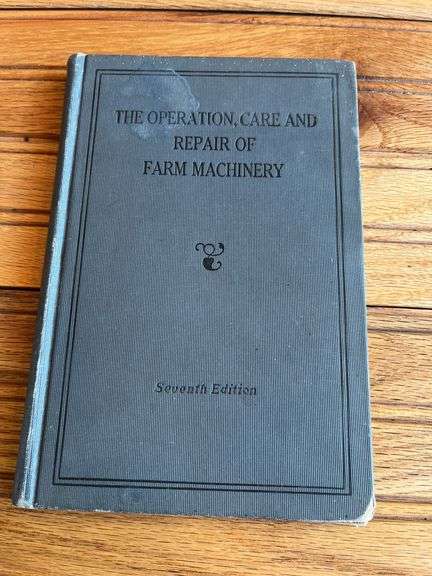 THE OPERATION, CARE AND
REPAIR OF
FARM MACHINERY
Seventh Edition